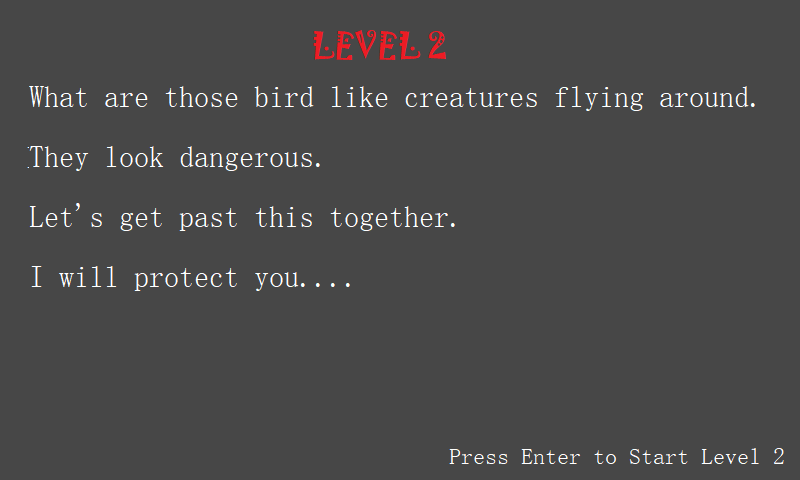 LEVEL 2
What are those bird like creatures flying around.
They look dangerous.
Let's get past this together.
I will protect you....
Press Enter to Start Level 2